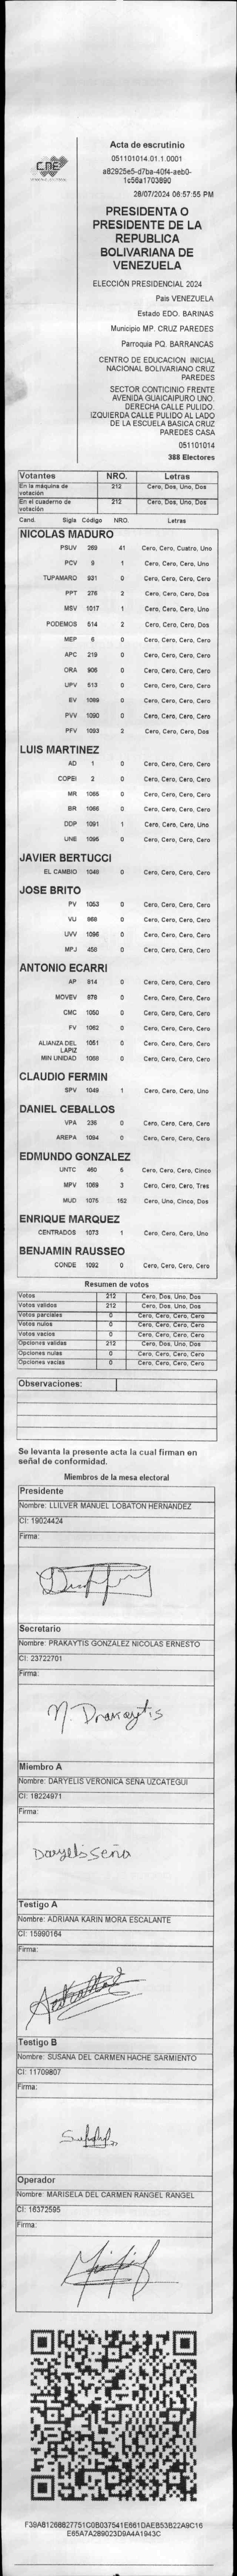 CNE
Acta de escrutinio
051101014.01.1.0001
a82925e5-d7ba-40f4-aeb0-
1c56a1703890
28/07/2024 06:57:55 PM
PRESIDENTA O
PRESIDENTE DE LA
REPUBLICA
BOLIVARIANA DE
VENEZUELA
ELECCIÓN PRESIDENCIAL 2024
Pais VENEZUELA
Estado EDO. BARINAS
Municipio MP. CRUZ PAREDES
Parroquia PQ. BARRANCAS
CENTRO DE EDUCACION INICIAL
NACIONAL BOLIVARIANO CRUZ
PAREDES
SECTOR CONTICINIO FRENTE
AVENIDA GUAICAIPURO UNO.
DERECHA CALLE PULIDO.
IZQUIERDA CALLE PULIDO AL LADO
DE LA ESCUELA BASICA CRUZ
PAREDES CASA
051101014
388 Electores
Votantes NRO. Letras
En la máquina de votación 212 Cero, Dos, Uno, Dos
En el cuaderno de votación 212 Cero, Dos, Uno, Dos
Cand. Sigla Código NRO. Letras
NICOLAS MADURO
PSUV 269 41 Cero, Cero, Cuatro, Uno
PCV 9 1 Cero, Cero, Cero, Uno
TUPAMARO 931 0 Cero, Cero, Cero, Cero
PPT 276 2 Cero, Cero, Cero, Dos
MSV 1017 1 Cero, Cero, Cero, Uno
PODEMOS 514 2 Cero, Cero, Cero, Dos
MEP 6 0 Cero, Cero, Cero, Cero
APC 219 0 Cero, Cero, Cero, Cero
ORA 906 0 Cero, Cero, Cero, Cero
UPV 513 0 Cero, Cero, Cero, Cero
EV 1089 0 Cero, Cero, Cero, Cero
PVV 1090 0 Cero, Cero, Cero, Cero
PFV 1093 2 Cero, Cero, Cero, Dos
LUIS MARTINEZ
AD 1 0 Cero, Cero, Cero, Cero
COPEI 2 0 Cero, Cero, Cero, Cero
MR 1065 0 Cero, Cero, Cero, Cero
BR 1066 0 Cero, Cero, Cero, Cero
DDP 1091 1 Cero, Cero, Cero, Uno
UNE 1095 0 Cero, Cero, Cero, Cero
JAVIER BERTUCCI
EL CAMBIO 1048 0 Cero, Cero, Cero, Cero
JOSE BRITO
PV 1053 0 Cero, Cero, Cero, Cero
VU 868 0 Cero, Cero, Cero, Cero
UVV 1096 0 Cero, Cero, Cero, Cero
MPJ 458 0 Cero, Cero, Cero, Cero
ANTONIO ECARRI
AP 814 0 Cero, Cero, Cero, Cero
MOVEV 978 0 Cero, Cero, Cero, Cero
CMC 1050 0 Cero, Cero, Cero, Cero
FV 1062 0 Cero, Cero, Cero, Cero
ALIANZA DEL LAPIZ 1051 0 Cero, Cero, Cero, Cero
MIN UNIDAD 1088 0 Cero, Cero, Cero, Cero
CLAUDIO FERMIN
SPV 1049 1 Cero, Cero, Cero, Uno
DANIEL CEBALLOS
VPA 236 0 Cero, Cero, Cero, Cero
AREPA 1094 0 Cero, Cero, Cero, Cero
EDMUNDO GONZALEZ
UNTC 460 5 Cero, Cero, Cero, Cinco
MPV 1069 3 Cero, Cero, Cero, Tres
MUD 1075 152 Cero, Uno, Cinco, Dos
ENRIQUE MARQUEZ
CENTRADOS 1073 1 Cero, Cero, Cero, Uno
BENJAMIN RAUSSEO
CONDE 1092 0 Cero, Cero, Cero, Cero
Resumen de votos
Votos 212 Cero, Dos, Uno, Dos
Votos validos 212 Cero, Dos, Uno, Dos
Votos parciales 0 Cero, Cero, Cero, Cero
Votos nulos 0 Cero, Cero, Cero, Cero
Votos vacios 0 Cero, Cero, Cero, Cero
Opciones validas 212 Cero, Dos, Uno, Dos
Opciones nulas 0 Cero, Cero, Cero, Cero
Opciones vacias 0 Cero, Cero, Cero, Cero
Observaciones:
Se levanta la presente acta la cual firman en
señal de conformidad.
Miembros de la mesa electoral
Presidente
Nombre: LLILVER MANUEL LOBATON HERNANDEZ
CI: 19024424
Firma:
Secretario
Nombre: PRAKAYTIS GONZALEZ NICOLAS ERNESTO
CI: 23722701
Firma:
N. Prakaytis
Miembro A
Nombre: DARYELIS VERONICA SEÑA UZCATEGUI
CI: 18224971
Firma:
Daryelis Seña
Testigo A
Nombre: ADRIANA KARIN MORA ESCALANTE
CI: 15990164
Firma:
Testigo B
Nombre: SUSANA DEL CARMEN HACHE SARMIENTO
CI: 11709807
Firma:
Operador
Nombre: MARISELA DEL CARMEN RANGEL RANGEL
CI: 16372595
Firma:
F39A81268B27751C0B037541E661DAEB53B22A9C16
E65A7A289023D9A4A1943C